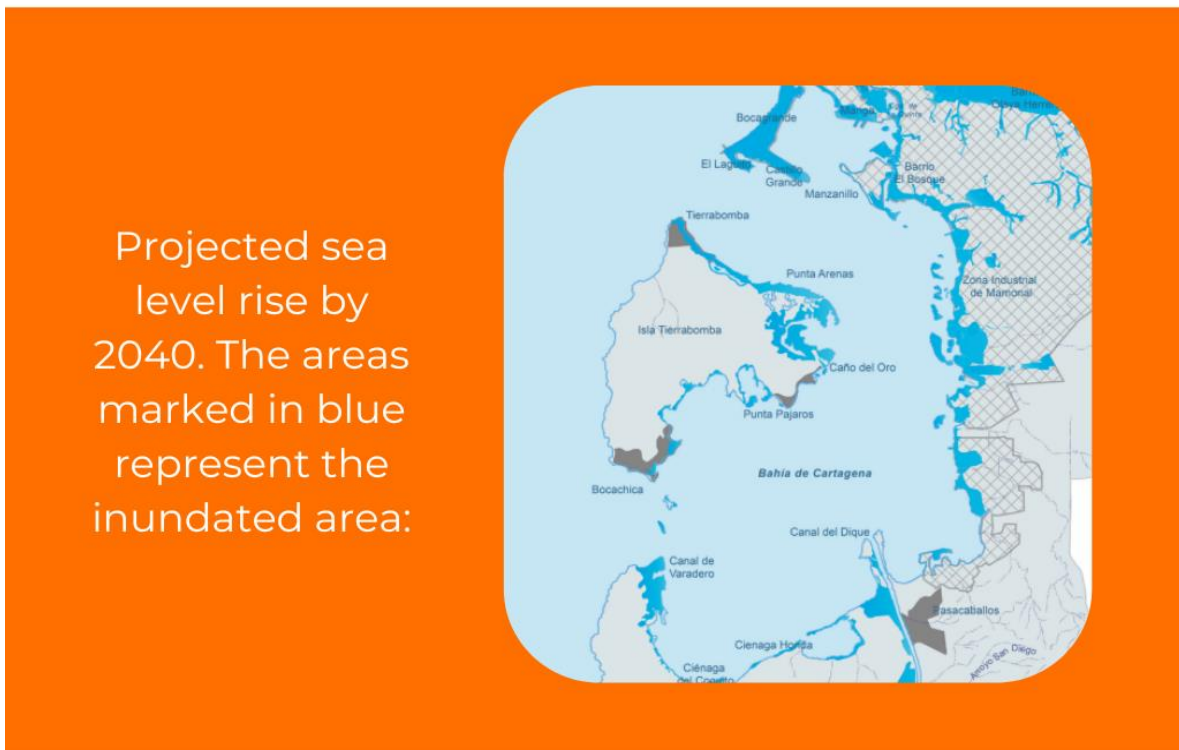 Projected sea
level rise by
2040. The areas
marked in blue
represent the
inundated area:
Bocagrande
Manga
El Laguito
Castillo
Grande
Manzanillo
Barrio
El Bosque
Tierrabomba
Punta Arenas
Zona Industrial
de Mamonal
Isla Tierrabomba
Caño del Oro
Punta Pajaros
Bahía de Cartagena
Bocachica
Canal del Dique
Canal de
Varadero
Pasacaballos
Cienaga Honda
Ciénaga
Arroyo San Diego